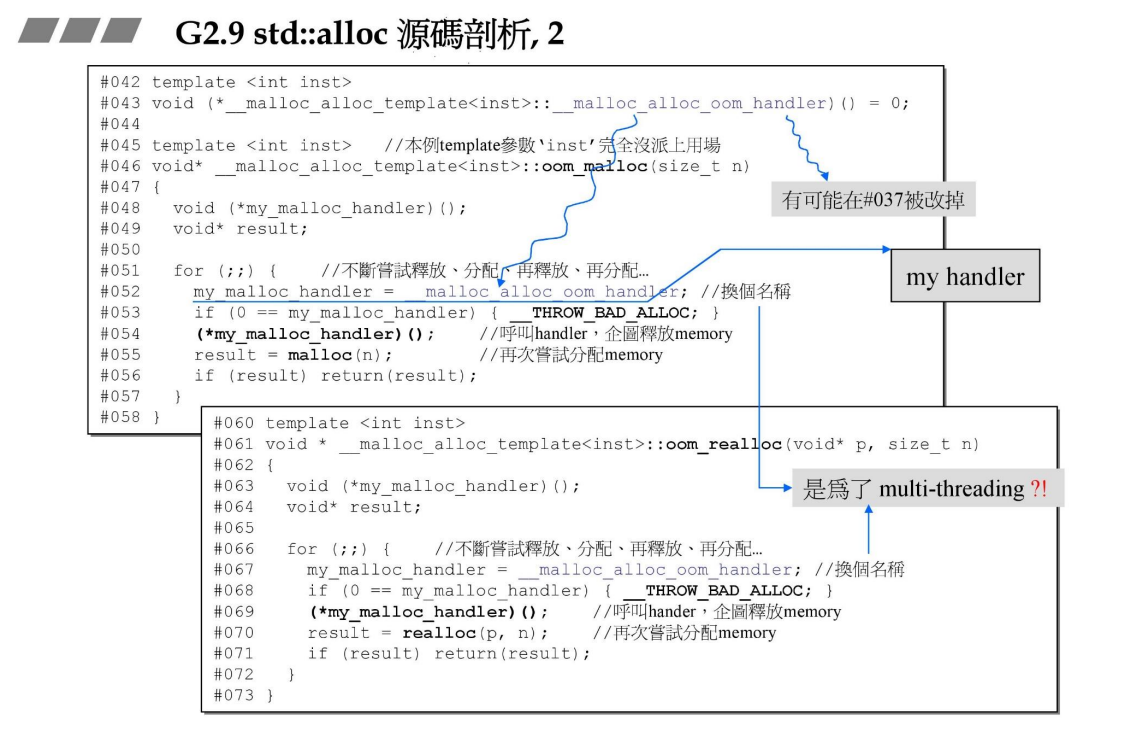 G2.9 std::alloc 源碼剖析, 2
#042 template <int inst>
#043 void (*__malloc_alloc_template<inst>::__malloc_alloc_oom_handler)() = 0;
#044
#045 template <int inst>   //本例template參數‵inst′完全沒派上用場
#046 void* __malloc_alloc_template<inst>::oom_malloc(size_t n)
#047 {
#048   void (*my_malloc_handler)();
#049   void* result;
#050
#051   for (;;) {    //不斷嘗試釋放、分配、再釋放、再分配…
#052     my_malloc_handler = __malloc_alloc_oom_handler; //換個名稱
#053     if (0 == my_malloc_handler) { __THROW_BAD_ALLOC; }
#054     (*my_malloc_handler)();    //呼叫handler，企圖釋放memory
#055     result = malloc(n);        //再次嘗試分配memory
#056     if (result) return(result);
#057   }
#058 }
有可能在#037被改掉
my handler
#060 template <int inst>
#061 void * __malloc_alloc_template<inst>::oom_realloc(void* p, size_t n)
#062 {
#063   void (*my_malloc_handler)();
#064   void* result;
#065
#066   for (;;) {    //不斷嘗試釋放、分配、再釋放、再分配…
#067     my_malloc_handler = __malloc_alloc_oom_handler; //換個名稱
#068     if (0 == my_malloc_handler) { __THROW_BAD_ALLOC; }
#069     (*my_malloc_handler)();    //呼叫hander，企圖釋放memory
#070     result = realloc(p, n);    //再次嘗試分配memory
#071     if (result) return(result);
#072   }
#073 }
是為了 multi-threading ?!